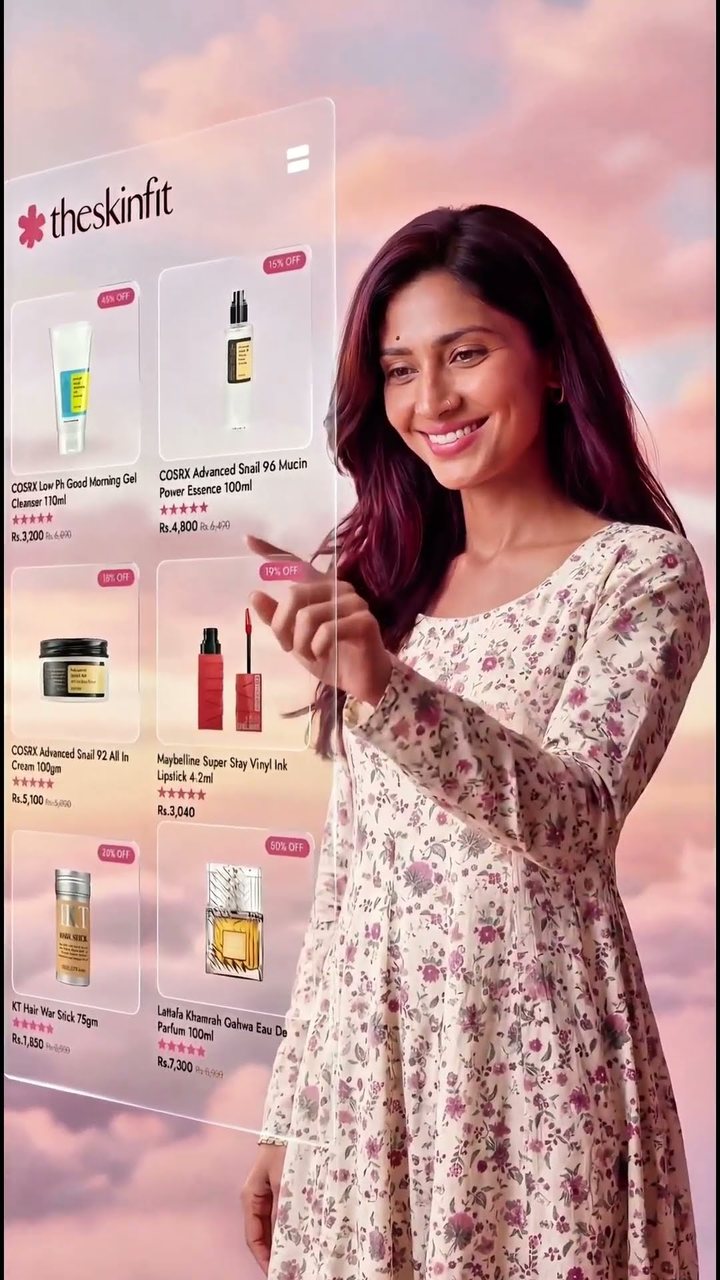 theskinfit
45% OFF
15% OFF
COSRX Low Ph Good Morning Gel
Cleanser 110ml
Rs.3,200
COSRX Advanced Snail 96 Mucin
Power Essence 100ml
Rs.4,800 Rs.6,490
18% OFF
19% OFF
COSRX Advanced Snail 92 All In
Cream 100gm
Rs.5,100
Maybelline Super Stay Vinyl Ink
Lipstick 4.2ml
Rs.3,040
20% OFF
50% OFF
KT Hair War Stick 75gm
Rs.1,850
Lattafa Khamrah Gahwa Eau De
Parfum 100ml
Rs.7,300